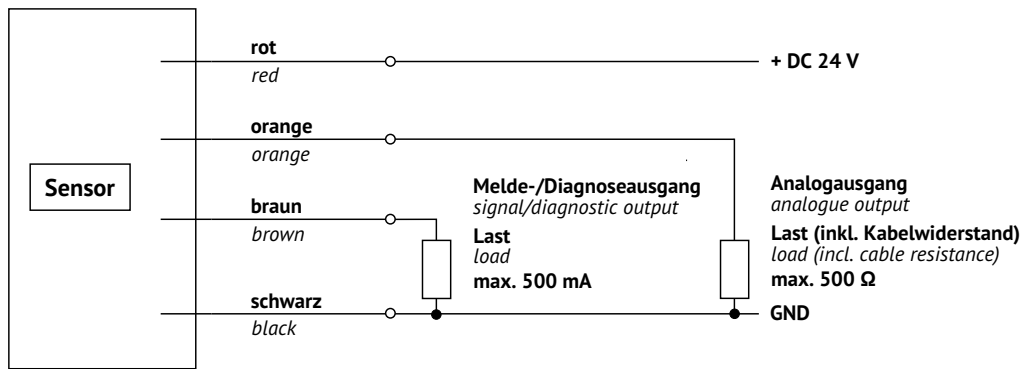 rot
red
+ DC 24 V
orange
orange
Sensor
Melde-/Diagnoseausgang
signal/diagnostic output
Analogausgang
analogue output
braun
brown
Last
load
max. 500 mA
Last (inkl. Kabelwiderstand)
load (incl. cable resistance)
max. 500 Ω
schwarz
black
GND